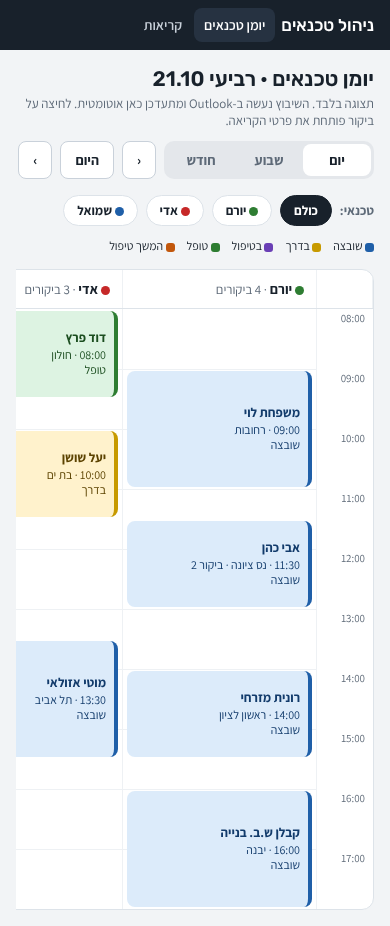 ניהול טכנאים יומן טכנאים קריאות
יומן טכנאים • רביעי 21.10
תצוגה בלבד. השיבוץ נעשה ב-Outlook ומתעדכן כאן אוטומטית. לחיצה על
ביקור פותחת את פרטי הקריאה.
יום שבוע חודש ‹ היום ›
טכנאי: כולם יורם אדי שמואל
שובצה בדרך בטיפול טופל המשך טיפול
יורם · 4 ביקורים
אדי · 3 ביקורים
08:00
09:00
10:00
11:00
12:00
13:00
14:00
15:00
16:00
17:00
משפחת לוי
09:00 · רחובות
שובצה
אבי כהן
11:30 · נס ציונה · ביקור 2
שובצה
רונית מזרחי
14:00 · ראשון לציון
שובצה
קבלן ש.ב. בנייה
16:00 · יבנה
שובצה
דוד פרץ
08:00 · חולון
טופל
יעל שושן
10:00 · בת ים
בדרך
מוטי אזולאי
13:30 · תל אביב
שובצה